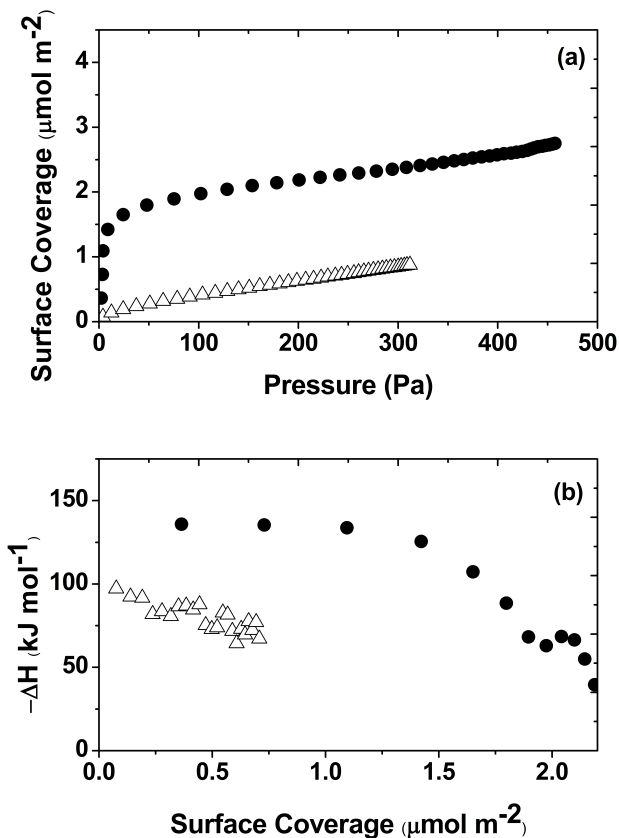 (a)
Surface Coverage (μmol m-2)
4
3
2
1
0
0 100 200 300 400 500
Pressure (Pa)
(b)
−ΔH (kJ mol-1)
150
100
50
0
0.0 0.5 1.0 1.5 2.0
Surface Coverage (μmol m-2)